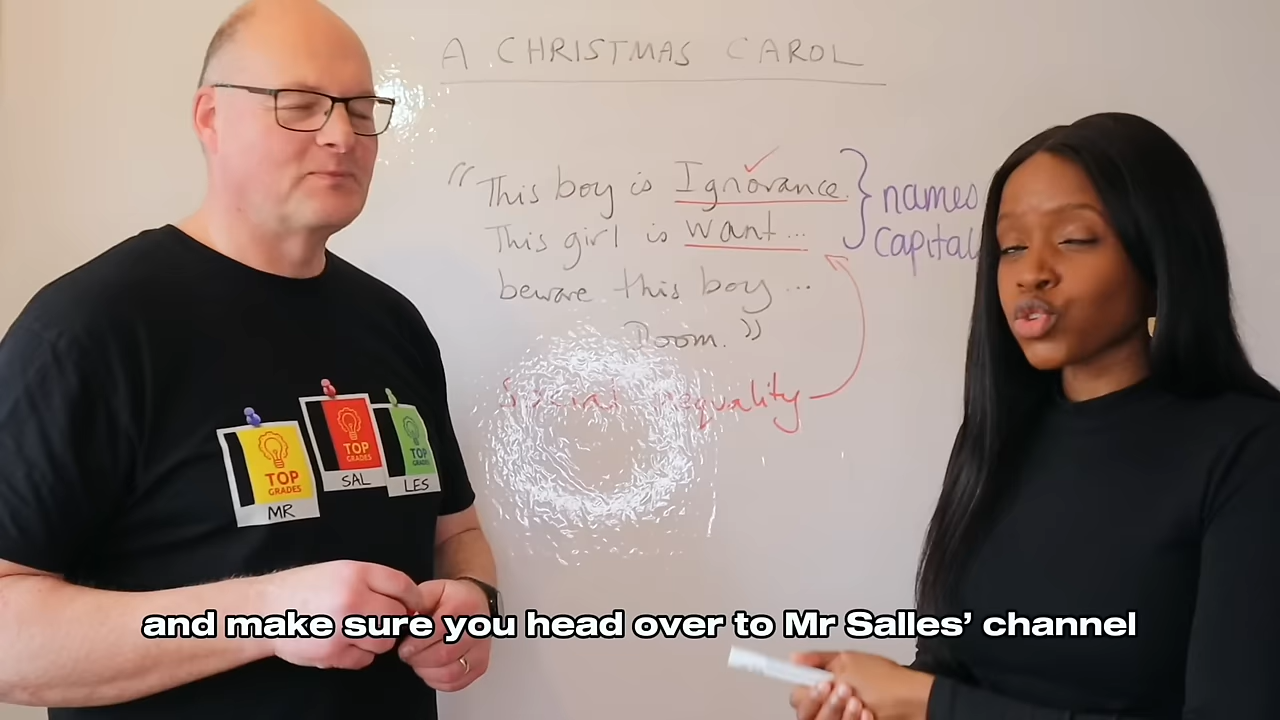 A CHRISTMAS CAROL
"This boy is Ignorance. } names
This girl is want... capital
beware this boy...
Doom."
Social
TOP GRADES
MR
TOP GRADES
SAL
TOP GRADES
LES
and make sure you head over to Mr Salles' channel